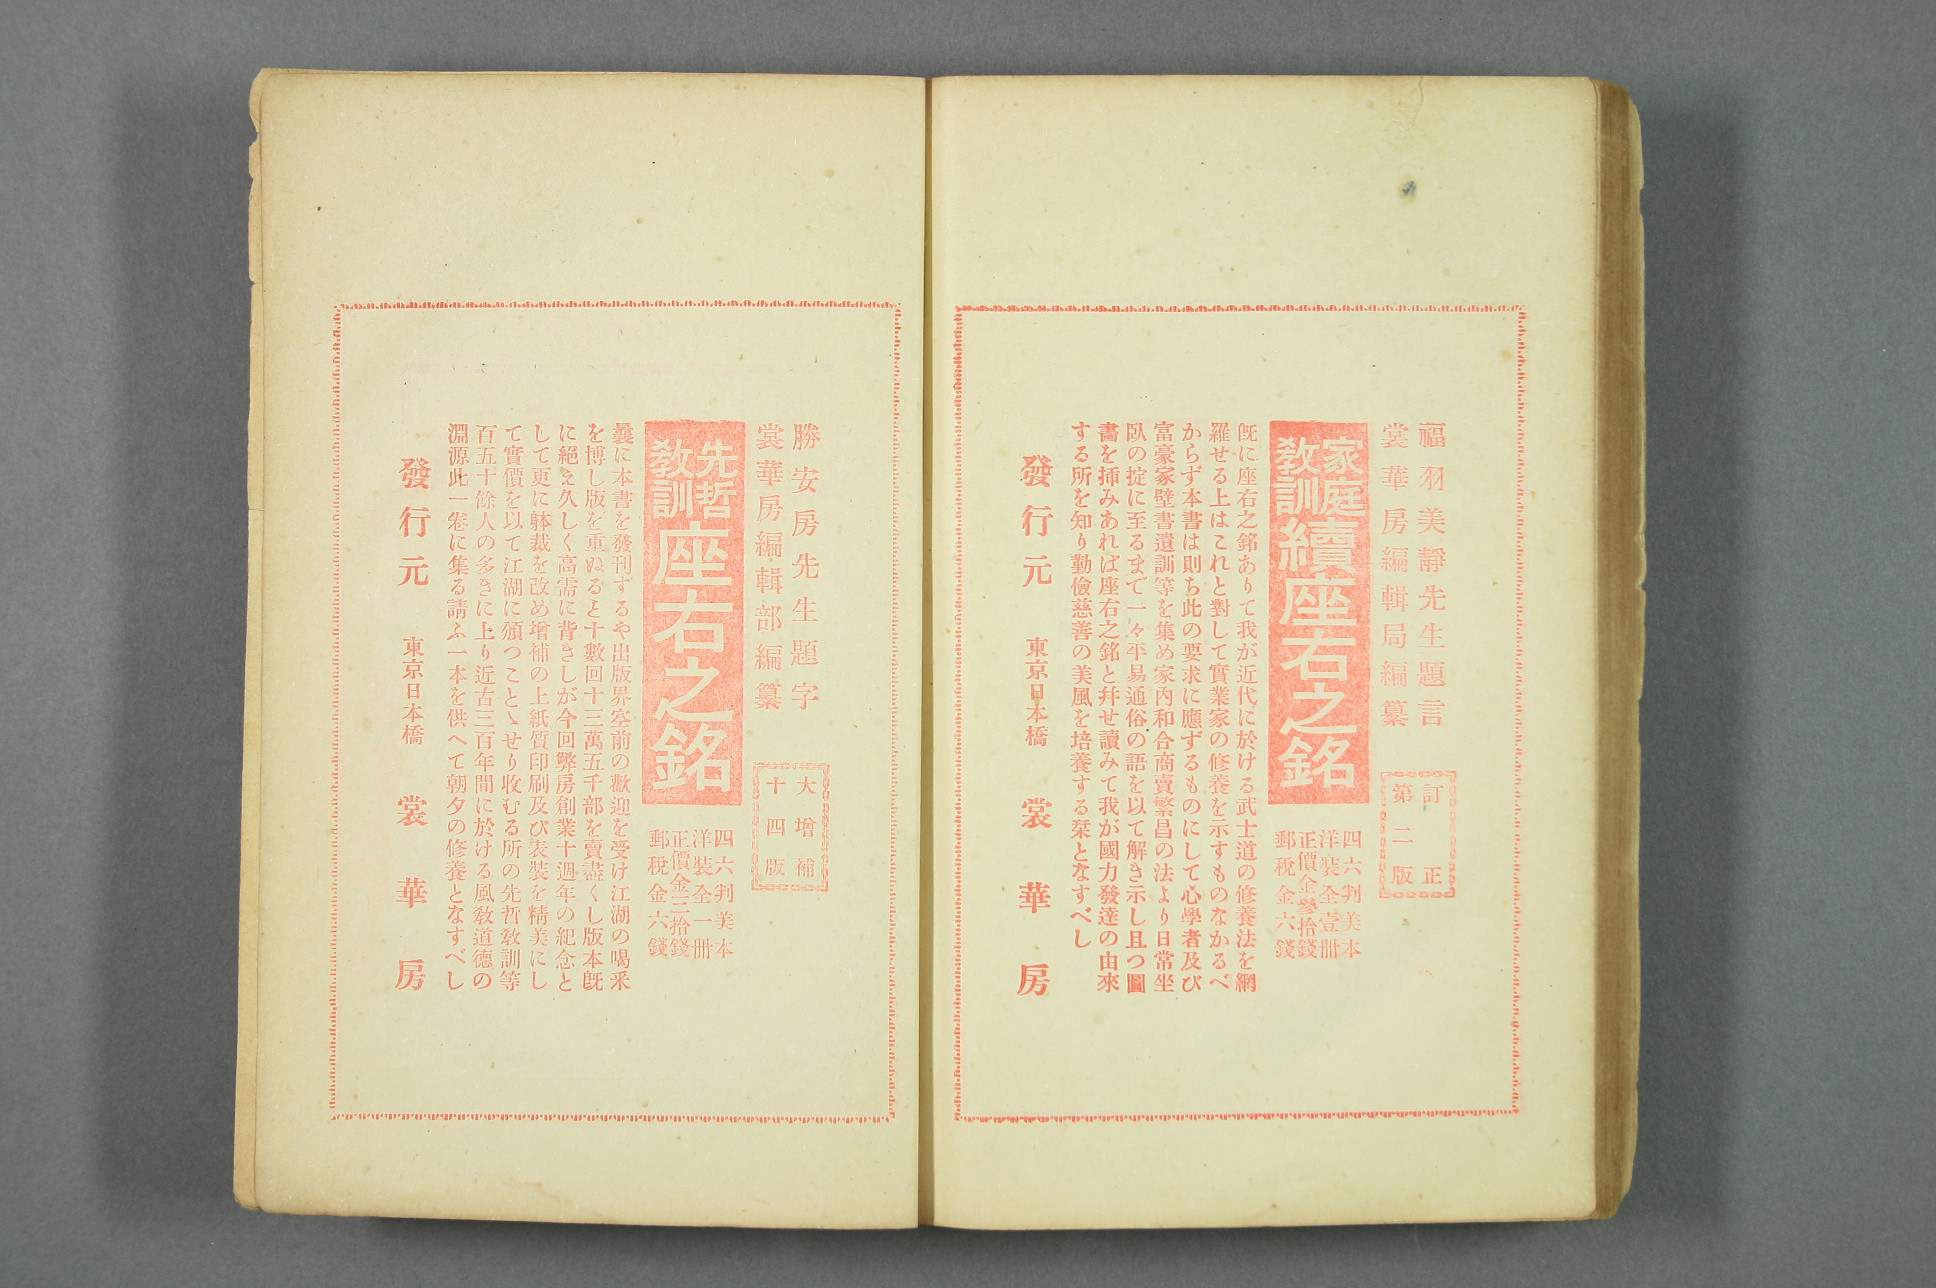 福羽美靜先生題言
裳華房編輯局編纂
訂正
第二版
家庭
教訓
續座右之銘
四六判美本
洋裝全壹冊
正價金參拾錢
郵稅金六錢
既に座右之銘ありて我が近代に於ける武士道の修養法を網
羅せる上はこれと對して實業家の修養を示すものなかるべ
からず本書は則ち此の要求に應ずるものにして心學者及び
富豪家壁書遺訓等を集め家内和合商賣繁昌の法より日常坐
臥の掟に至るまで一々平易通俗の語を以て解き示し且つ圖
畵を揷みあれば座右之銘と幷せ讀みて我が國力發達の由來
する所を知り勤儉慈善の美風を培養する栞となすべし
發行元 東京日本橋 裳華房
勝安房先生題字
裳華房編輯部編纂
大增補
十四版
先哲
教訓
座右之銘
四六判美本
洋裝全一冊
正價金三拾錢
郵稅金六錢
曩に本書を發刊するや出版界空前の歡迎を受け江湖の喝釆
を博し版を重ぬると十數回十三萬五千部を賣盡くし版本既
に絕え久しく高需に背きしが今回弊房創業十週年の紀念と
して更に躰裁を改め增補の上紙質印刷及び表裝を精美にし
て實價を以て江湖に頒つことゝせり收むる所の先哲敎訓等
百五十餘人の多きに上り近古三百年間に於ける風敎道德の
淵源此一卷に集る請ふ一本を供へて朝夕の修養となすべし
發行元 東京日本橋 裳華房